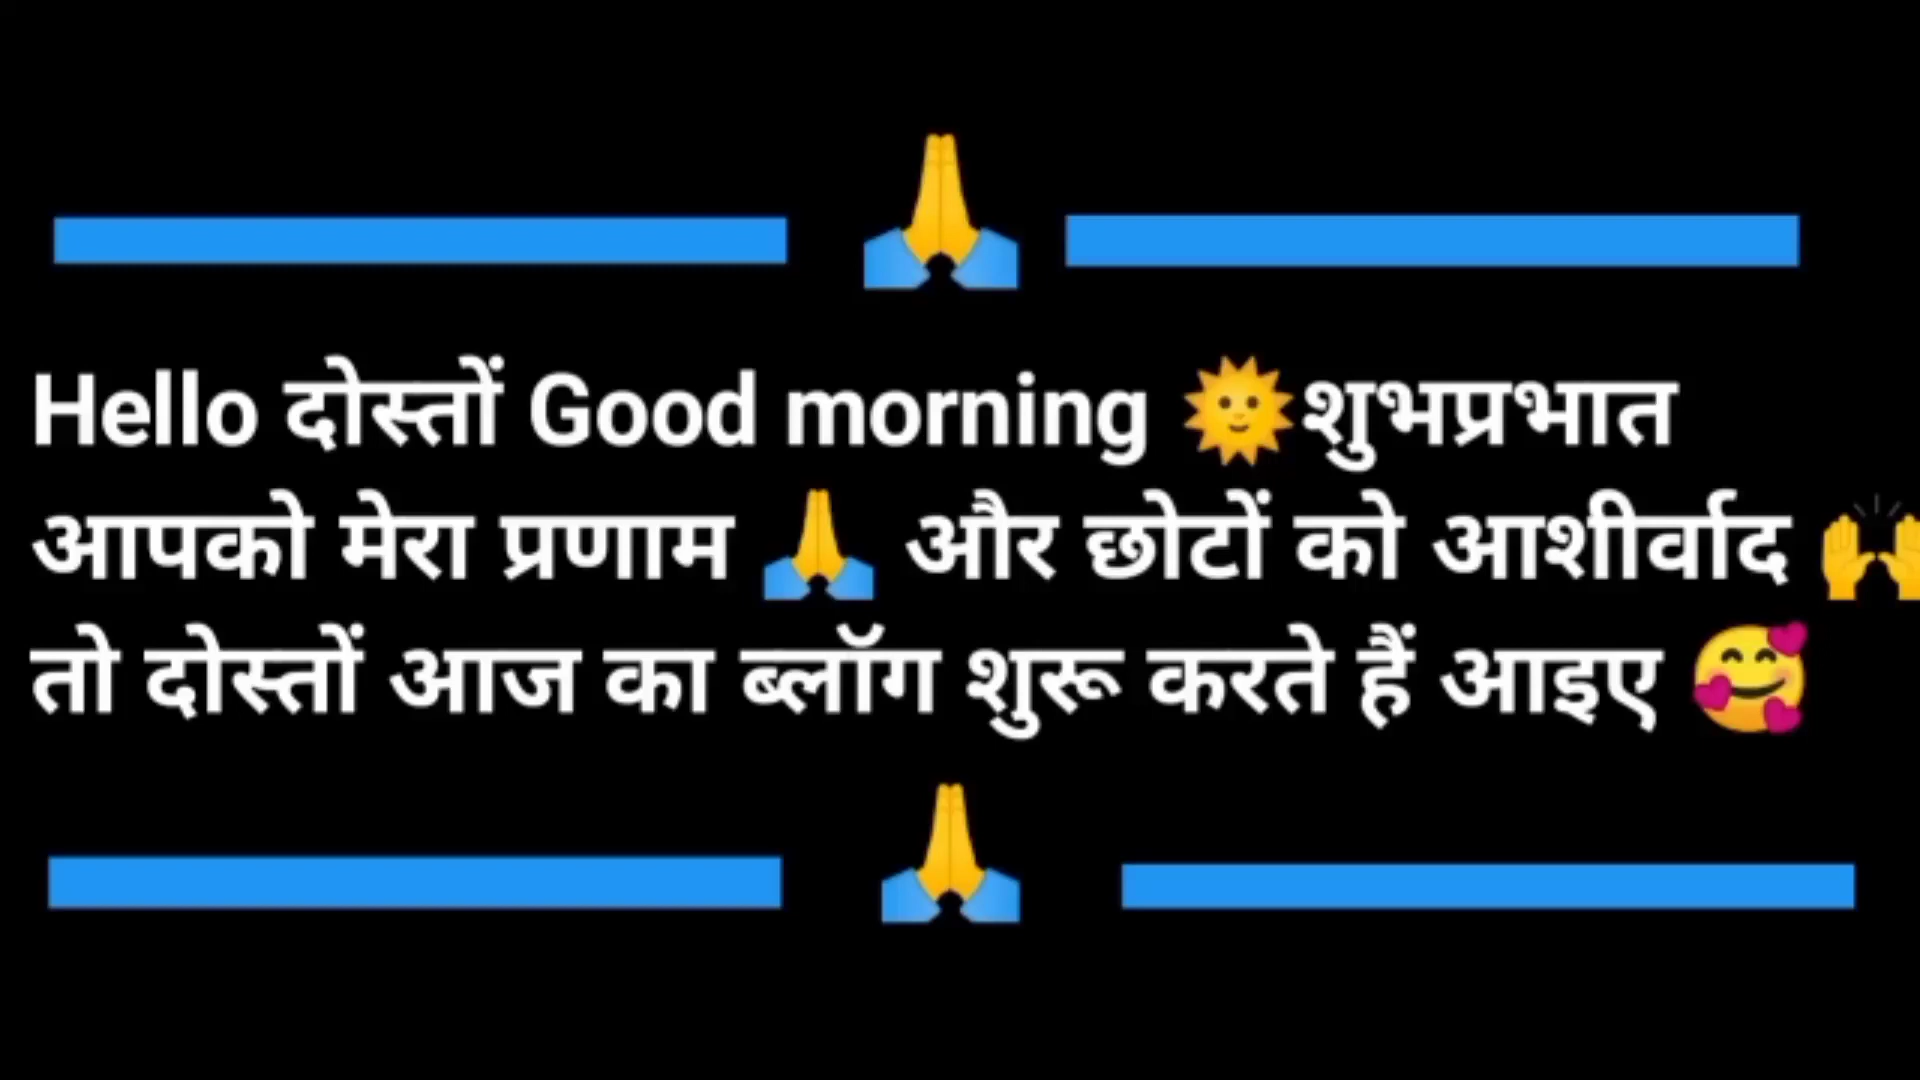 Hello दोस्तों Good morning 🌞शुभप्रभात
आपको मेरा प्रणाम 🙏 और छोटों को आशीर्वाद 🙌
तो दोस्तों आज का ब्लॉग शुरू करते हैं आइए 🥰